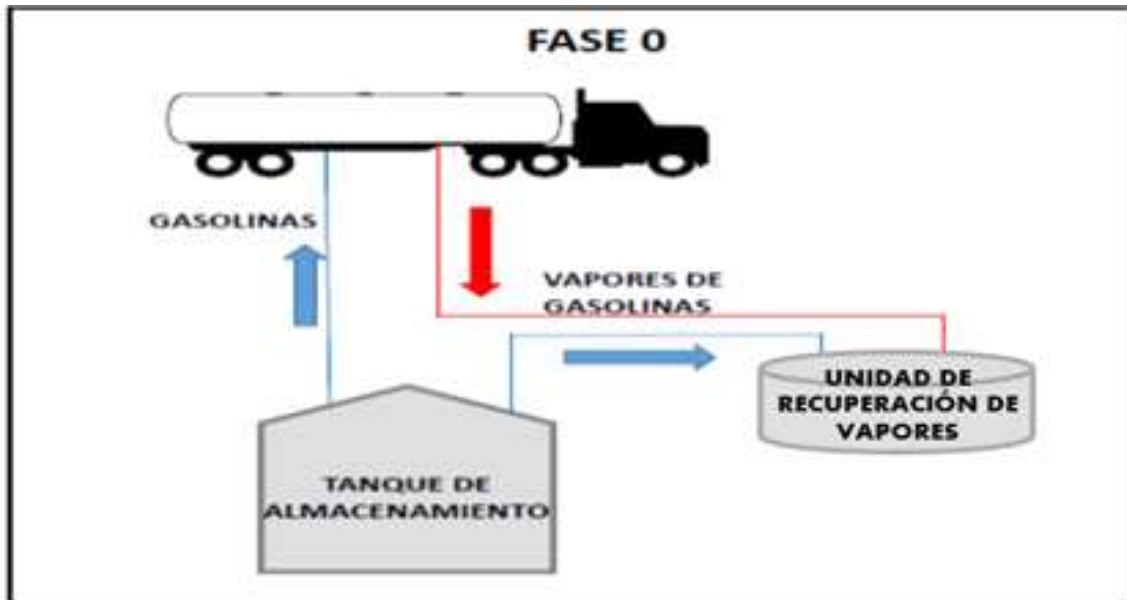 FASE 0
GASOLINAS
VAPORES DE
GASOLINAS
UNIDAD DE
RECUPERACIÓN DE
VAPORES
TANQUE DE
ALMACENAMIENTO